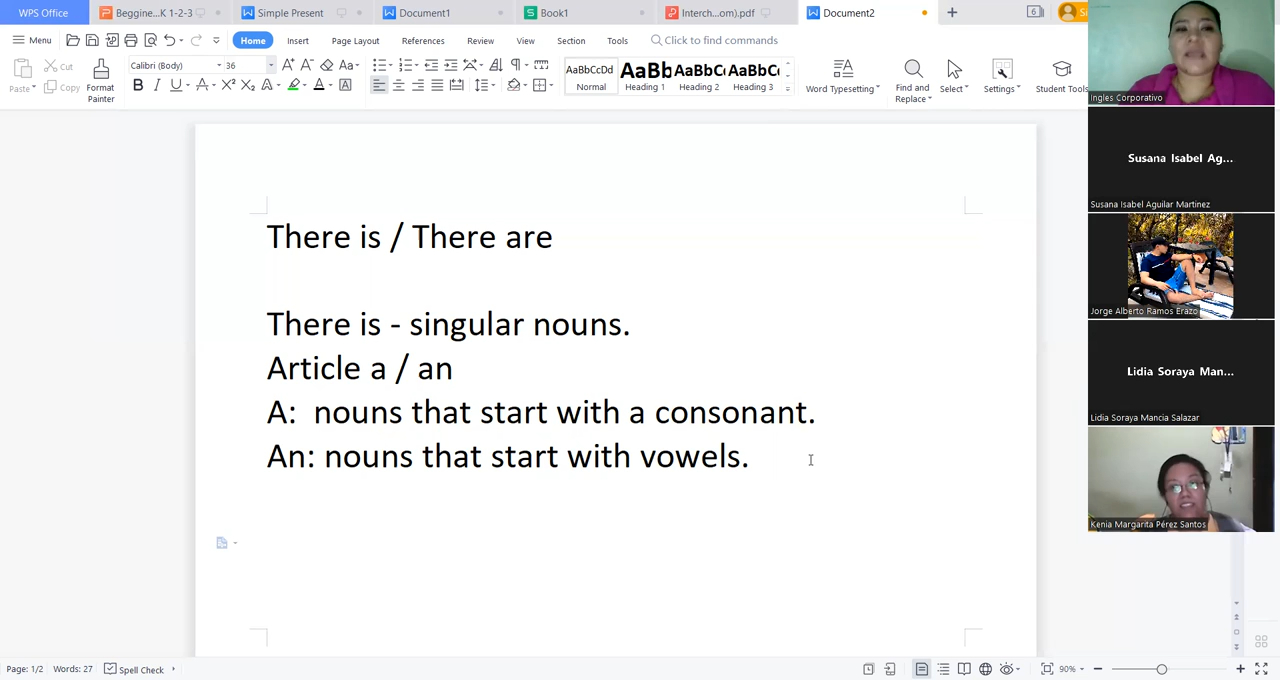 WPS Office
Beggine...K 1-2-3
Simple Present
Document1
Book1
Interch...om).pdf
Document2
Menu
Home
Insert
Page Layout
References
Review
View
Section
Tools
Click to find commands
Paste
Cut
Copy
Format Painter
Calibri (Body)
36
AaBbCcDd
Normal
AaBb
Heading 1
AaBbC
Heading 2
AaBbC
Heading 3
Word Typesetting
Find and Replace
Select
Settings
Student Tools
There is / There are
There is - singular nouns.
Article a / an
A: nouns that start with a consonant.
An: nouns that start with vowels.
Ingles Corporativo
Susana Isabel Ag...
Susana Isabel Aguilar Martinez
Jorge Alberto Ramos Erazo
Lidia Soraya Man...
Lidia Soraya Mancia Salazar
Kenia Margarita Pérez Santos
Page: 1/2
Words: 27
Spell Check
90%